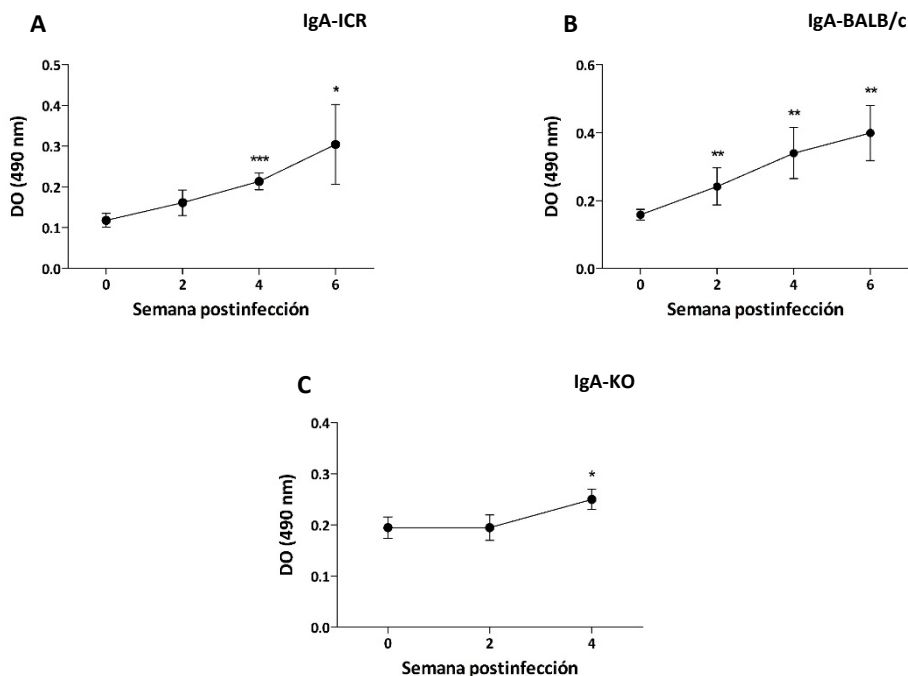 A
IgA-ICR
DO (490 nm)
0.5
0.4
0.3
0.2
0.1
0.0
***
*
0 2 4 6
Semana postinfección
B
IgA-BALB/c
DO (490 nm)
0.6
0.4
0.2
0.0
**
**
**
0 2 4 6
Semana postinfección
C
IgA-KO
DO (490 nm)
0.4
0.3
0.2
0.1
0.0
*
0 2 4
Semana postinfección